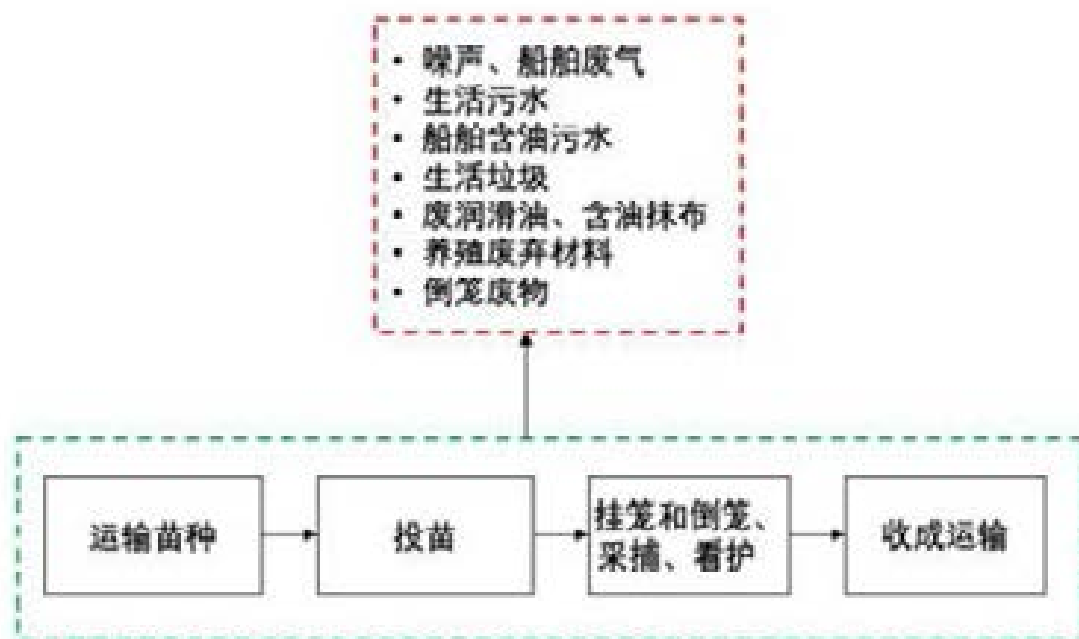 • 噪声、船舶废气
• 生活污水
• 船舶含油污水
• 生活垃圾
• 废润滑油、含油抹布
• 养殖废弃材料
• 倒笼废物
运输苗种
投苗
挂笼和倒笼、
采捕、看护
收成运输